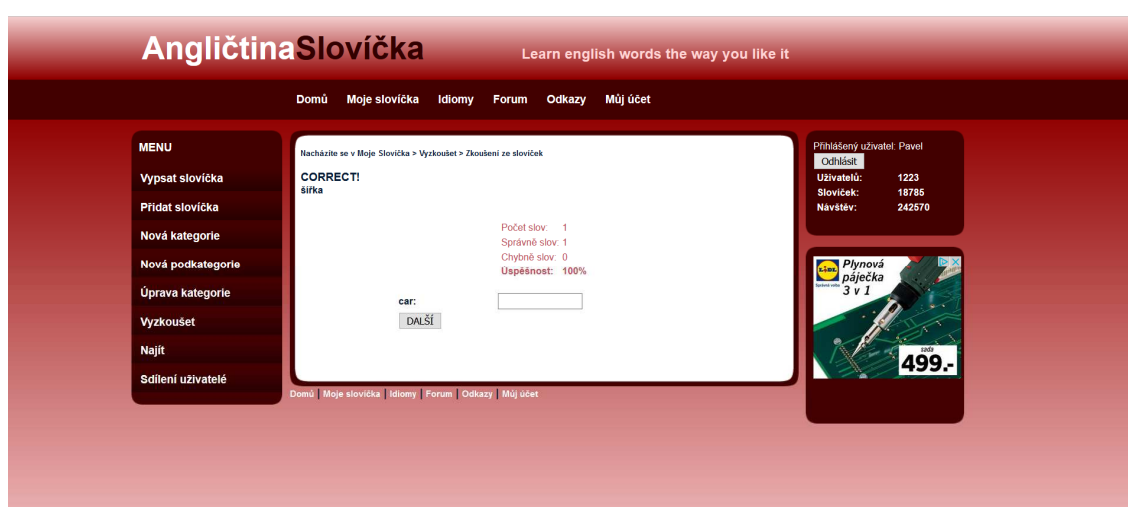 AngličtinaSlovíčka
Learn english words the way you like it
Domů Moje slovíčka Idiomy Forum Odkazy Můj účet
MENU
Vypsat slovíčka
Přidat slovíčka
Nová kategorie
Nová podkategorie
Úprava kategorie
Vyzkoušet
Najít
Sdílení uživatelé
Nacházíte se v Moje Slovíčka > Vyzkoušet > Zkoušení ze slovíček
CORRECT!
šířka
Počet slov: 1
Správně slov: 1
Chybně slov: 0
Úspěšnost: 100%
car:
DALŠÍ
Domů | Moje slovíčka | Idiomy | Forum | Odkazy | Můj účet
Přihlášený uživatel: Pavel
Odhlásit
Uživatelů: 1223
Slovíček: 18785
Návštěv: 242570
LIDL
Plynová
páječka
3 v 1
sada
499.-